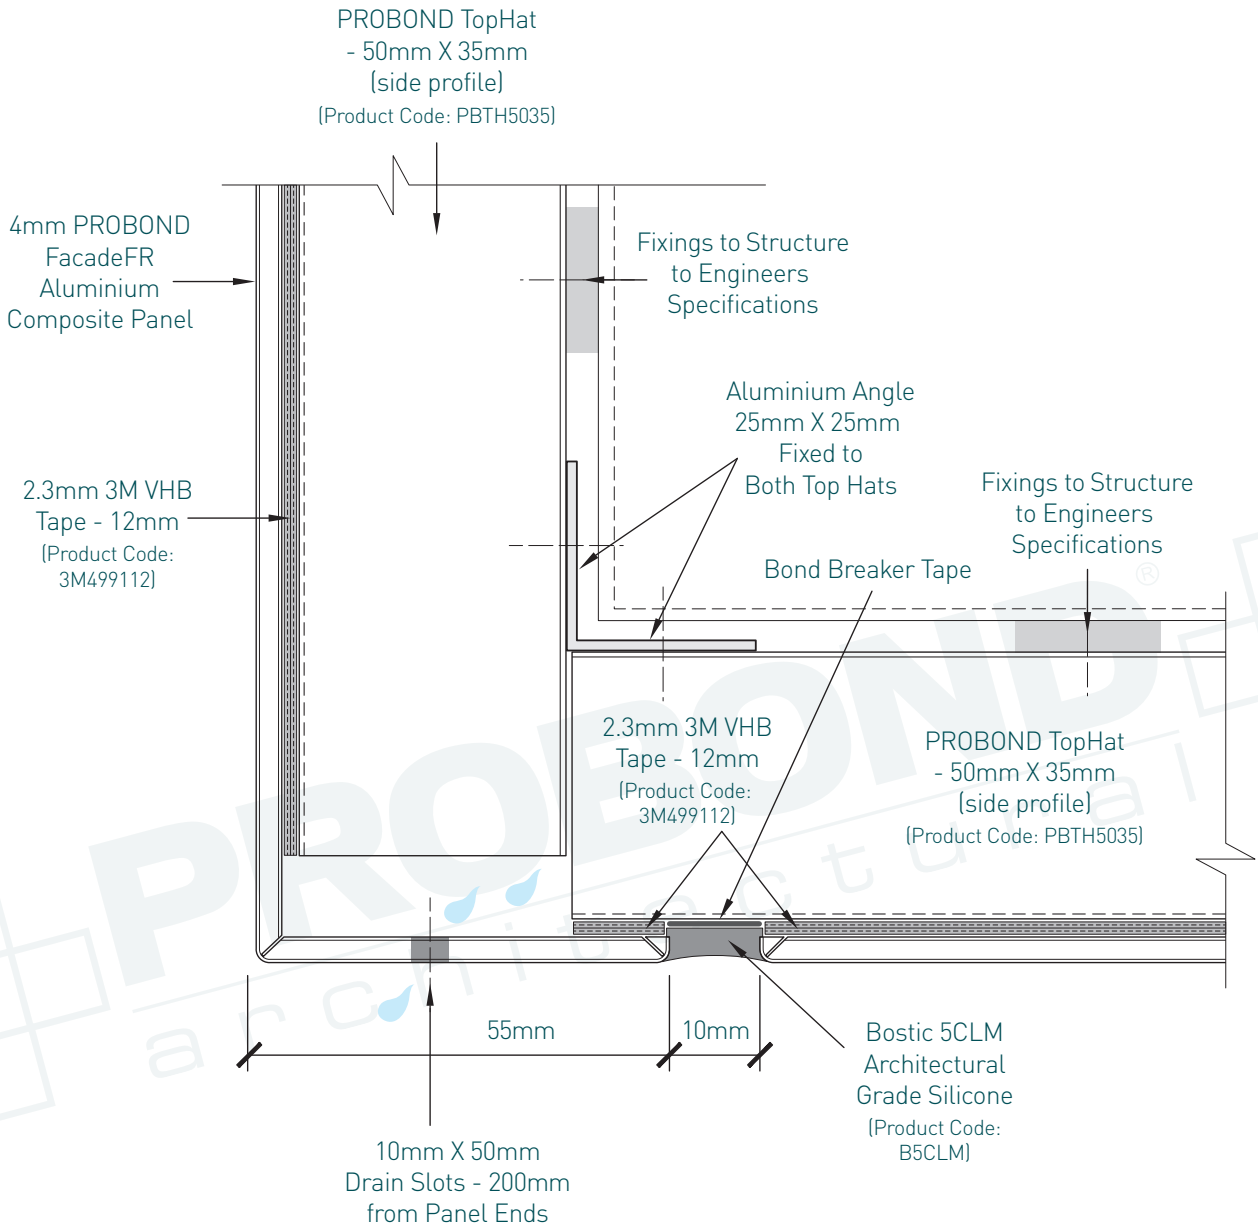 PROBOND TopHat
- 50mm X 35mm
(side profile)
(Product Code: PBTH5035)
4mm PROBOND
FacadeFR
Aluminium
Composite Panel
Fixings to Structure
to Engineers
Specifications
Aluminium Angle
25mm X 25mm
Fixed to
Both Top Hats
2.3mm 3M VHB
Tape - 12mm
(Product Code:
3M499112)
Fixings to Structure
to Engineers
Specifications
Bond Breaker Tape
2.3mm 3M VHB
Tape - 12mm
(Product Code:
3M499112)
PROBOND TopHat
- 50mm X 35mm
(side profile)
(Product Code: PBTH5035)
PROBOND®
architectural
55mm
10mm
Bostic 5CLM
Architectural
Grade Silicone
(Product Code:
B5CLM)
10mm X 50mm
Drain Slots - 200mm
from Panel Ends